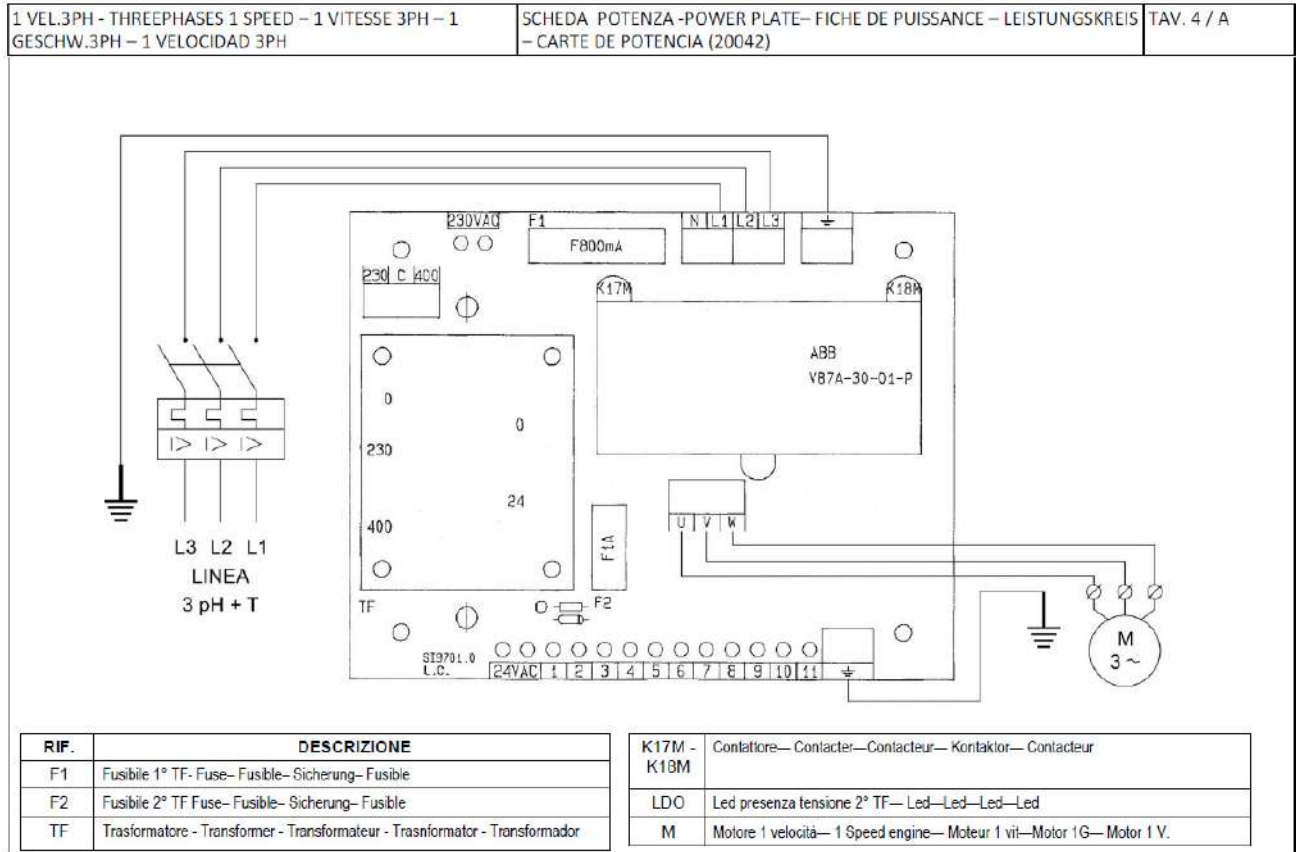 1 VEL.3PH - THREEPHASES 1 SPEED – 1 VITESSE 3PH – 1
GESCHW.3PH – 1 VELOCIDAD 3PH
SCHEDA POTENZA -POWER PLATE– FICHE DE PUISSANCE – LEISTUNGSKREIS
– CARTE DE POTENCIA (20042)
TAV. 4 / A
230VAC
F1
F800mA
N L1 L2 L3
230 C 400
K17M
K18M
ABB
V87A-30-01-P
0
230
400
0
24
TF
F1A
F2
U V W
L3 L2 L1
LINEA
3 pH + T
M
3 ~
SI9701.0
L.C.
24VAC 1 2 3 4 5 6 7 8 9 10 11
RIF. DESCRIZIONE
F1 Fusibile 1° TF- Fuse– Fusible– Sicherung– Fusible
F2 Fusibile 2° TF Fuse– Fusible– Sicherung– Fusible
TF Trasformatore - Transformer - Transformateur - Trasnformator - Transformador
K17M - K18M Contattore— Contacter—Contacteur— Kontaktor— Contacteur
LDO Led presenza tensione 2° TF— Led—Led—Led—Led
M Motore 1 velocità— 1 Speed engine— Moteur 1 vit—Motor 1G— Motor 1 V.